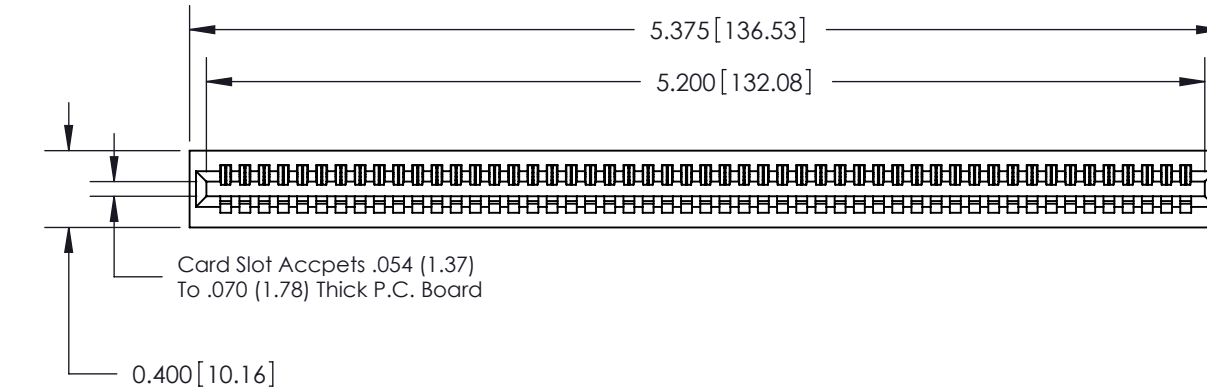 5.375[136.53]
5.200[132.08]
Card Slot Accpets .054 (1.37)
To .070 (1.78) Thick P.C. Board
0.400[10.16]